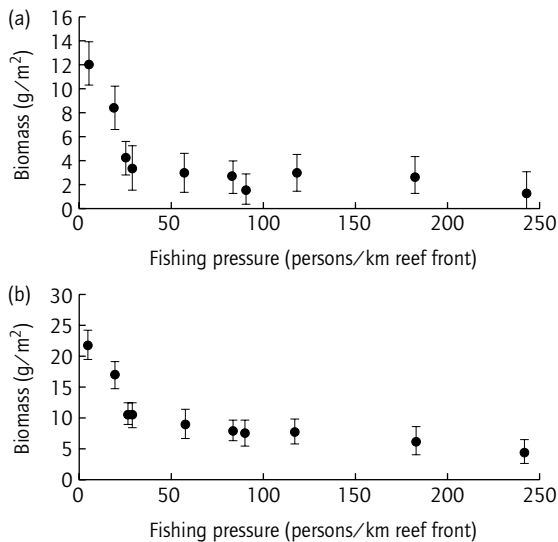 (a)
16
14
12
10
8
6
4
2
0
Biomass (g/m²)
0 50 100 150 200 250
Fishing pressure (persons/km reef front)
(b)
30
25
20
15
10
5
0
Biomass (g/m²)
0 50 100 150 200 250
Fishing pressure (persons/km reef front)